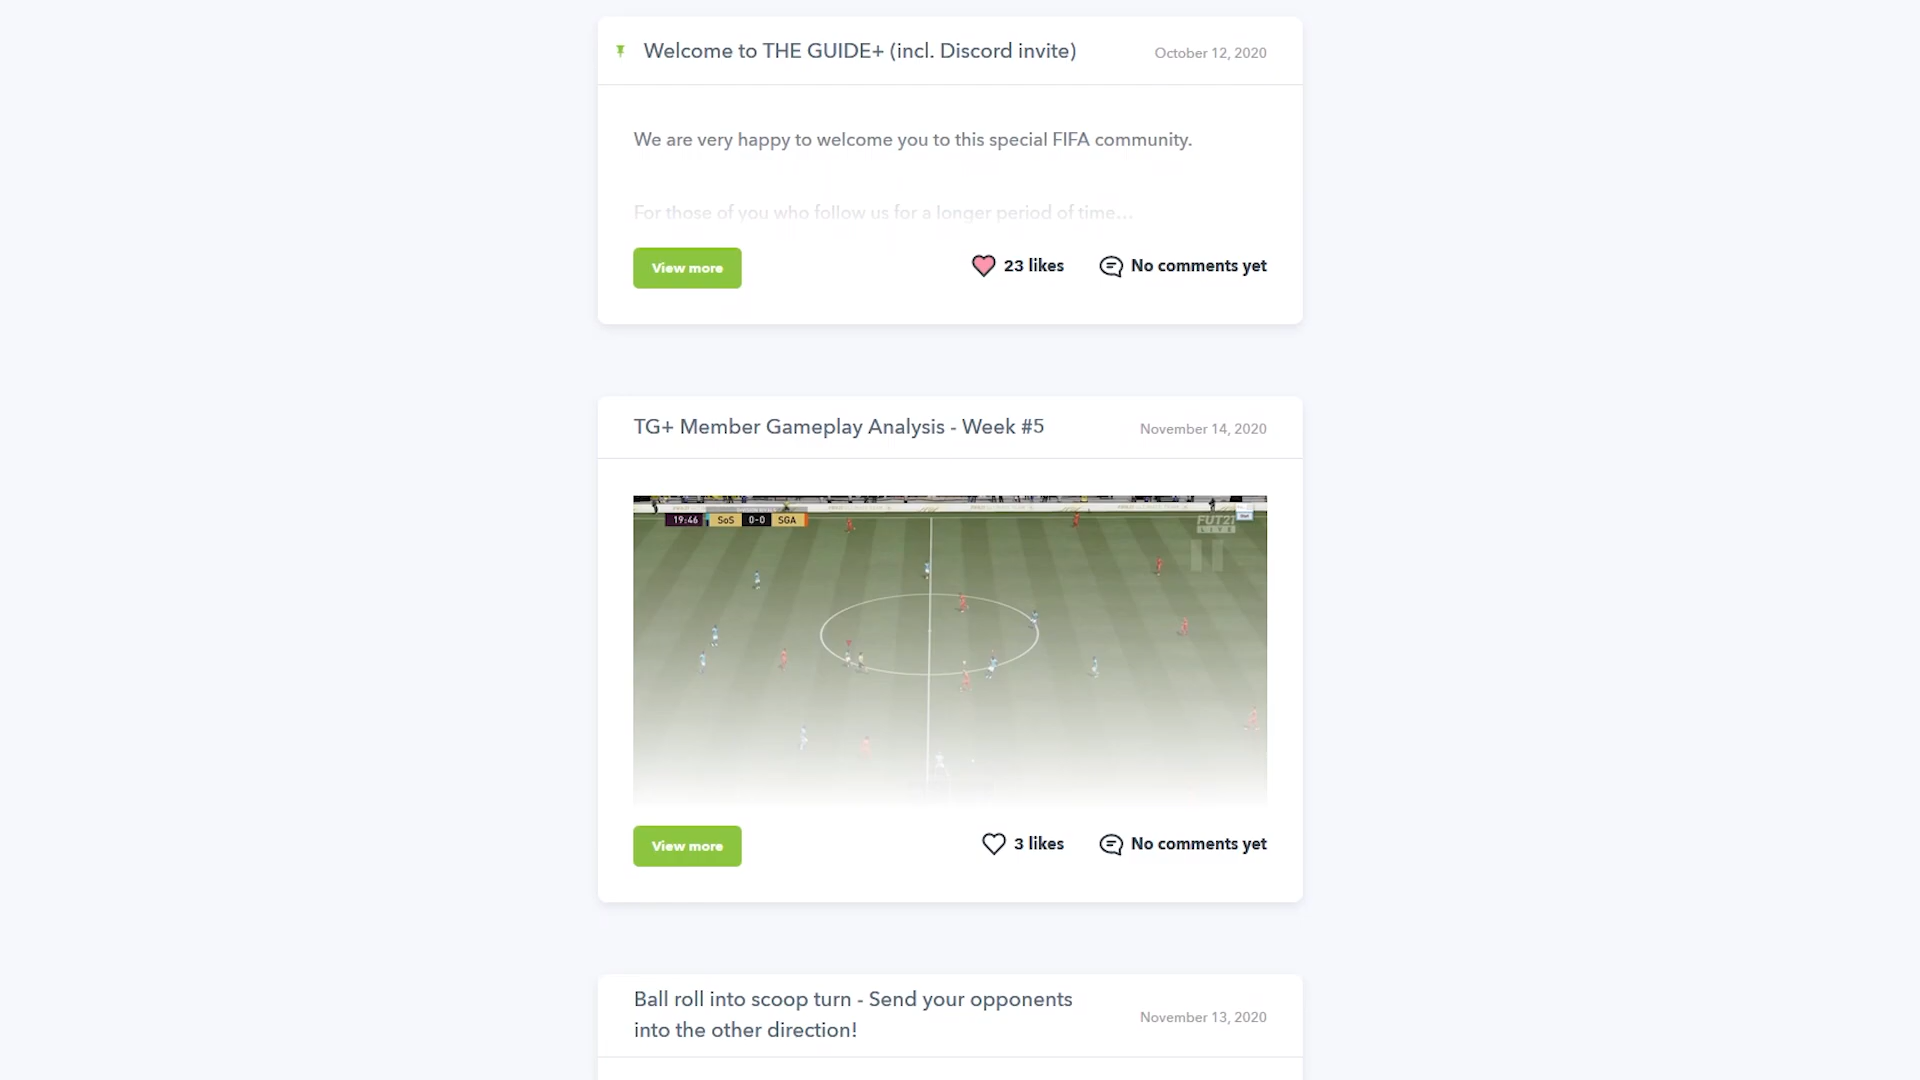 Welcome to THE GUIDE+ (incl. Discord invite)
October 12, 2020
We are very happy to welcome you to this special FIFA community.
For those of you who follow us for a longer period of time...
View more
23 likes
No comments yet
TG+ Member Gameplay Analysis - Week #5
November 14, 2020
19:46 SoS 0-0 SGA
FUT21
LIVE
View more
3 likes
No comments yet
Ball roll into scoop turn - Send your opponents
into the other direction!
November 13, 2020